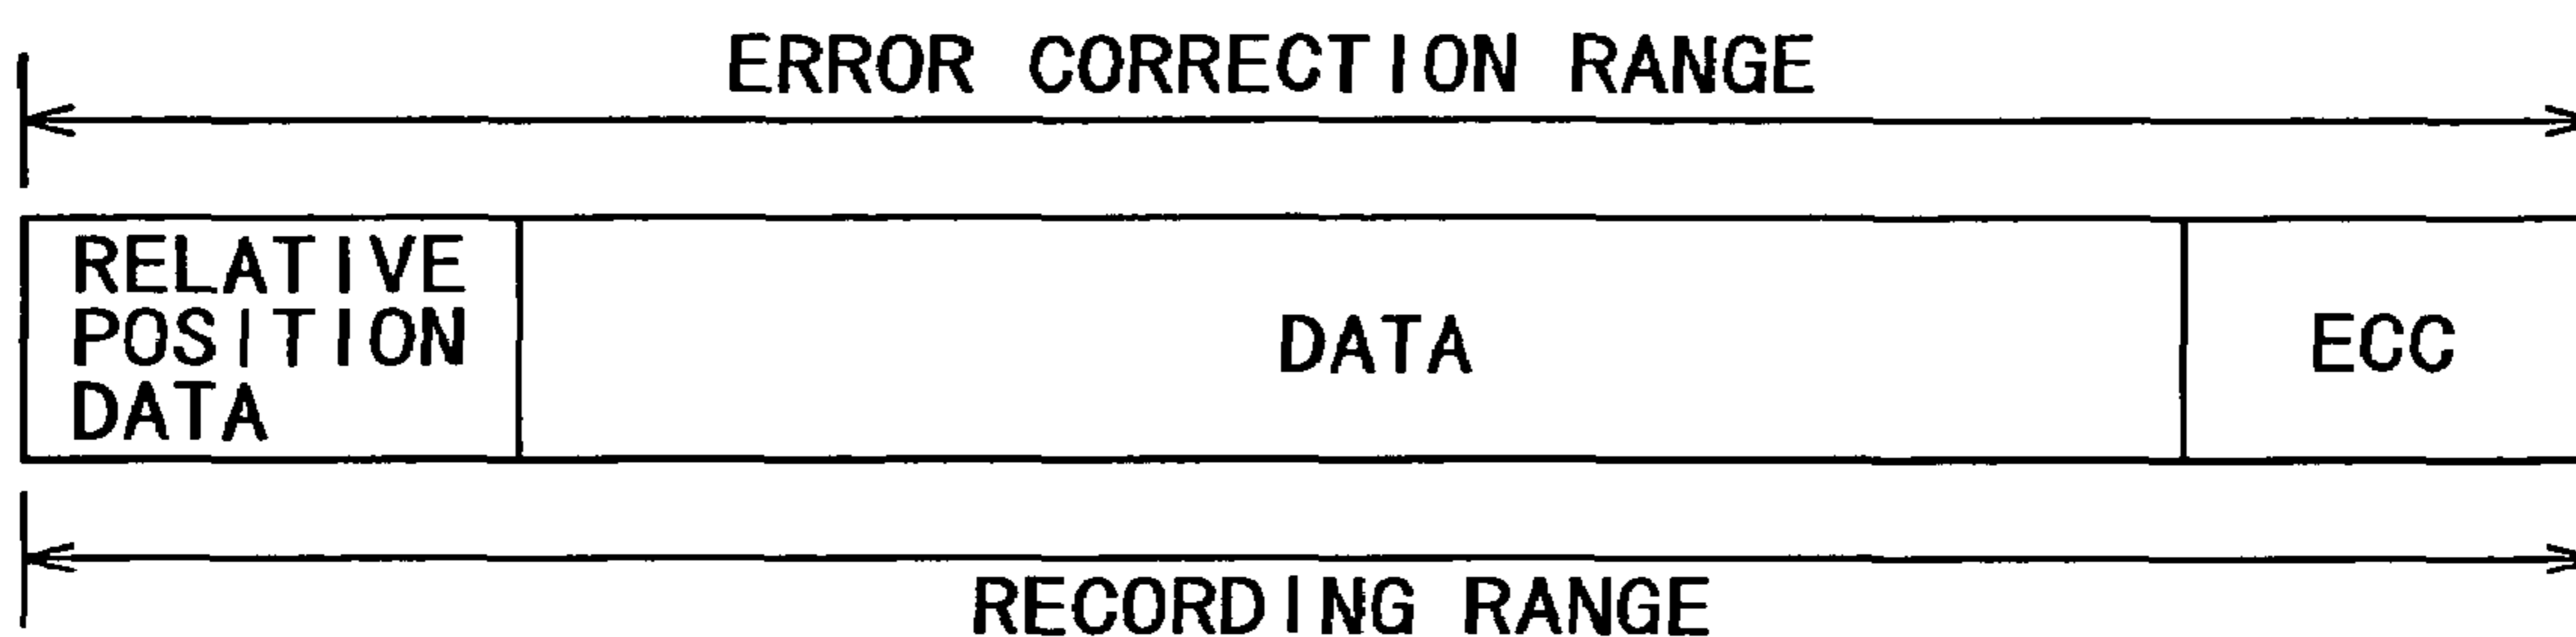 ERROR CORRECTION RANGE
RELATIVE
POSITION
DATA
DATA
ECC
RECORDING RANGE